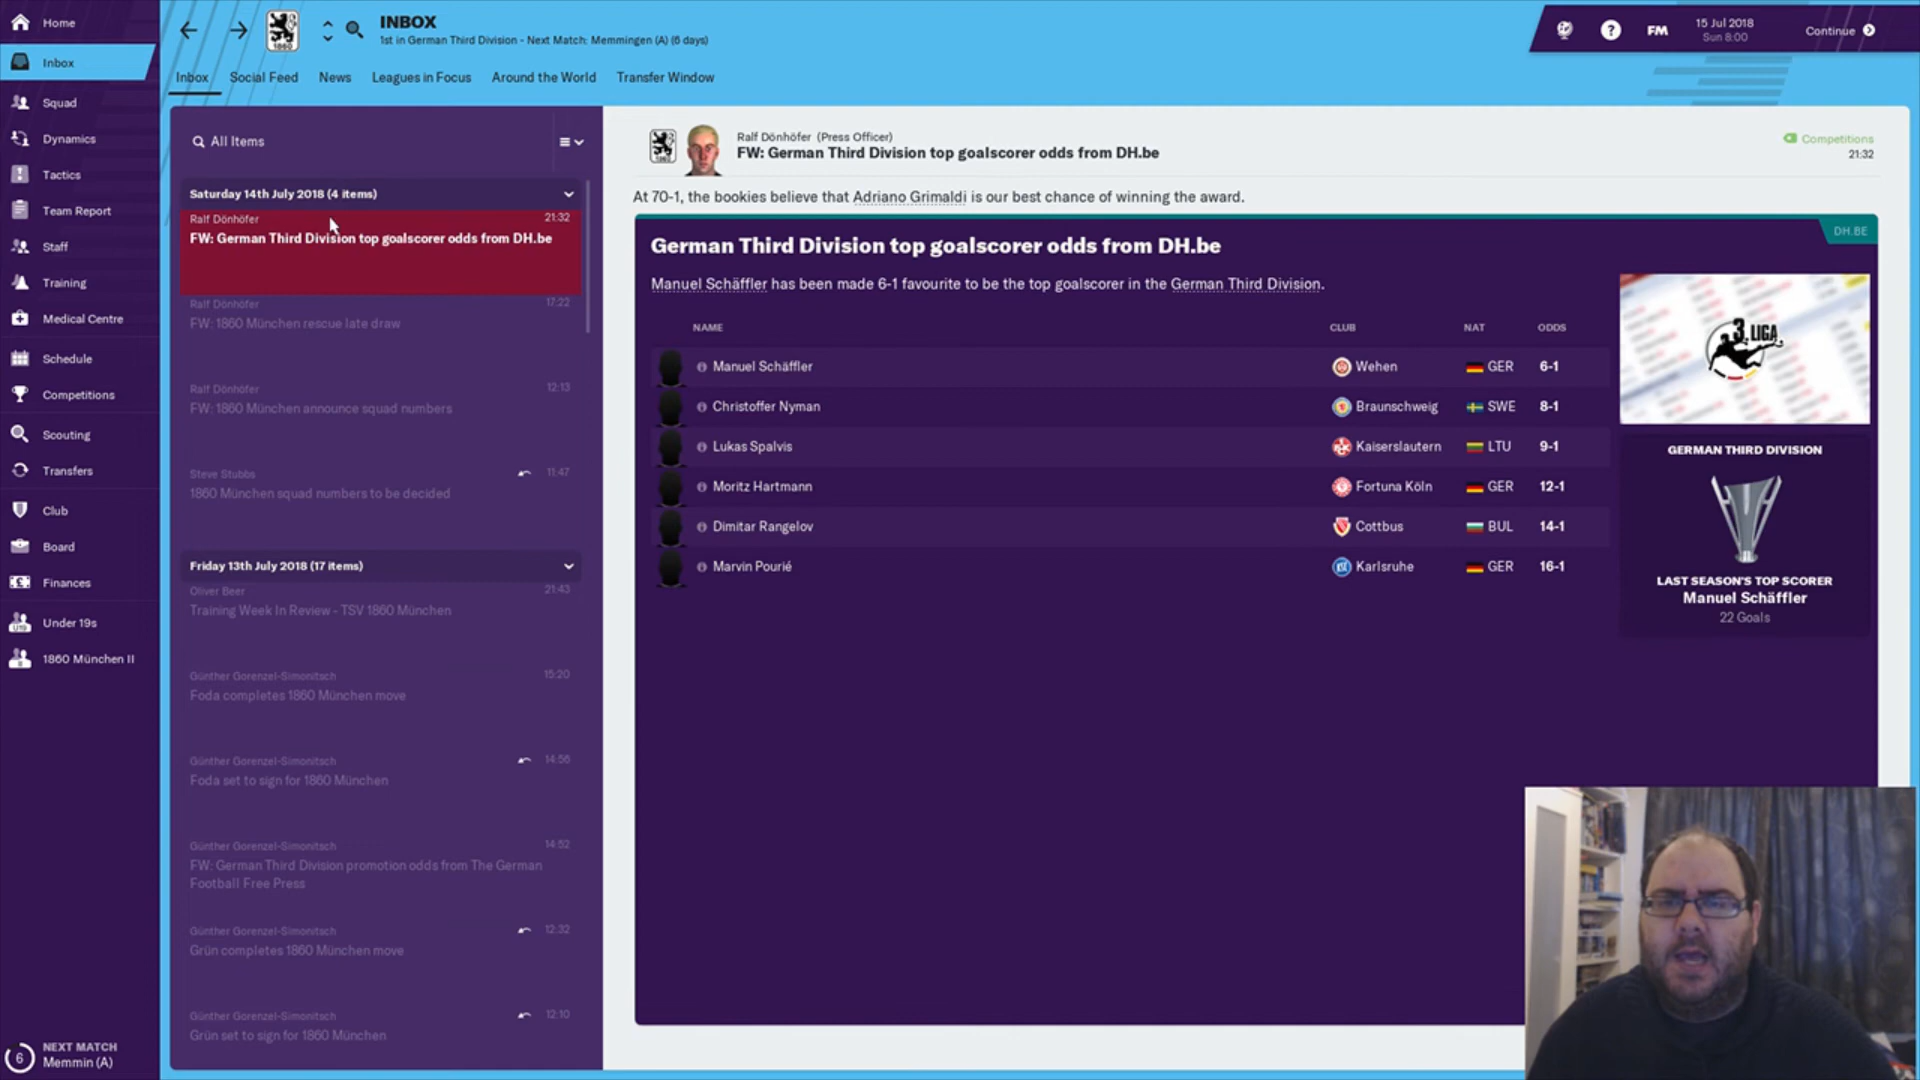 Home
Inbox
Squad
Dynamics
Tactics
Team Report
Staff
Training
Medical Centre
Schedule
Competitions
Scouting
Transfers
Club
Board
Finances
Under 19s
1860 München II
6
NEXT MATCH
Memmin (A)
1860
INBOX
1st in German Third Division - Next Match: Memmingen (A) (6 days)
FM
15 Jul 2018
Sun 8:00
Continue
Inbox Social Feed News Leagues in Focus Around the World Transfer Window
All Items
Saturday 14th July 2018 (4 items)
Ralf Dönhöfer 21:32
FW: German Third Division top goalscorer odds from DH.be
Ralf Dönhöfer 17:22
FW: 1860 München rescue late draw
Ralf Dönhöfer 12:13
FW: 1860 München announce squad numbers
Steve Stubbs 11:47
1860 München squad numbers to be decided
Friday 13th July 2018 (17 items)
Oliver Beer 21:43
Training Week In Review - TSV 1860 München
Günther Gorenzel-Simonitsch 15:20
Foda completes 1860 München move
Günther Gorenzel-Simonitsch 14:56
Foda set to sign for 1860 München
Günther Gorenzel-Simonitsch 14:52
FW: German Third Division promotion odds from The German
Football Free Press
Günther Gorenzel-Simonitsch 12:32
Grün completes 1860 München move
Günther Gorenzel-Simonitsch 12:10
Grün set to sign for 1860 München
Ralf Dönhöfer (Press Officer)
FW: German Third Division top goalscorer odds from DH.be
Competitions
21:32
At 70-1, the bookies believe that Adriano Grimaldi is our best chance of winning the award.
DH.BE
German Third Division top goalscorer odds from DH.be
Manuel Schäffler has been made 6-1 favourite to be the top goalscorer in the German Third Division.
NAME CLUB NAT ODDS
Manuel Schäffler Wehen GER 6-1
Christoffer Nyman Braunschweig SWE 8-1
Lukas Spalvis Kaiserslautern LTU 9-1
Moritz Hartmann Fortuna Köln GER 12-1
Dimitar Rangelov Cottbus BUL 14-1
Marvin Pourié Karlsruhe GER 16-1
3. LIGA
GERMAN THIRD DIVISION
LAST SEASON'S TOP SCORER
Manuel Schäffler
22 Goals